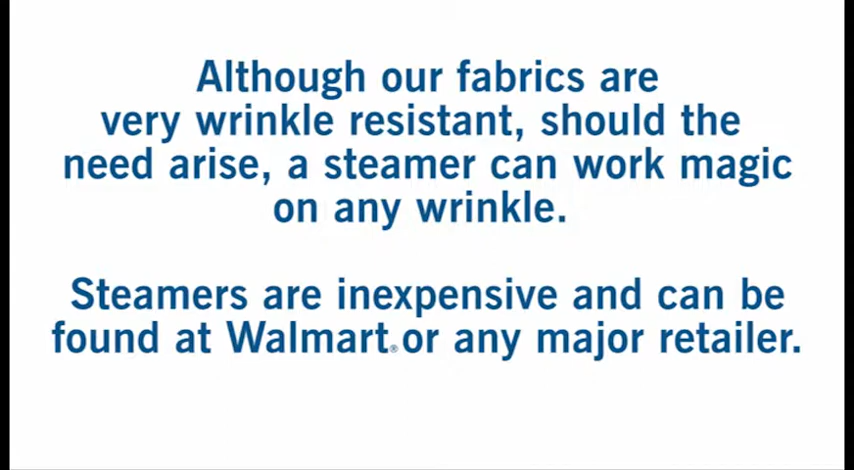 Although our fabrics are
very wrinkle resistant, should the
need arise, a steamer can work magic
on any wrinkle.
Steamers are inexpensive and can be
found at Walmart® or any major retailer.